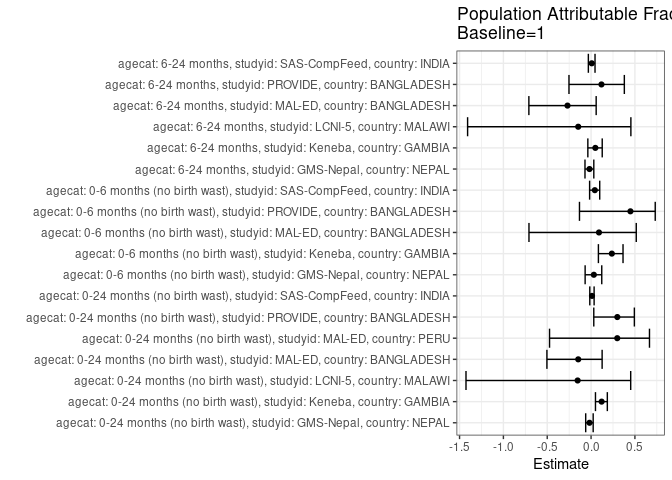 Population Attributable Frac
Baseline=1
agecat: 6-24 months, studyid: SAS-CompFeed, country: INDIA
agecat: 6-24 months, studyid: PROVIDE, country: BANGLADESH
agecat: 6-24 months, studyid: MAL-ED, country: BANGLADESH
agecat: 6-24 months, studyid: LCNI-5, country: MALAWI
agecat: 6-24 months, studyid: Keneba, country: GAMBIA
agecat: 6-24 months, studyid: GMS-Nepal, country: NEPAL
agecat: 0-6 months (no birth wast), studyid: SAS-CompFeed, country: INDIA
agecat: 0-6 months (no birth wast), studyid: PROVIDE, country: BANGLADESH
agecat: 0-6 months (no birth wast), studyid: MAL-ED, country: BANGLADESH
agecat: 0-6 months (no birth wast), studyid: Keneba, country: GAMBIA
agecat: 0-6 months (no birth wast), studyid: GMS-Nepal, country: NEPAL
agecat: 0-24 months (no birth wast), studyid: SAS-CompFeed, country: INDIA
agecat: 0-24 months (no birth wast), studyid: PROVIDE, country: BANGLADESH
agecat: 0-24 months (no birth wast), studyid: MAL-ED, country: PERU
agecat: 0-24 months (no birth wast), studyid: MAL-ED, country: BANGLADESH
agecat: 0-24 months (no birth wast), studyid: LCNI-5, country: MALAWI
agecat: 0-24 months (no birth wast), studyid: Keneba, country: GAMBIA
agecat: 0-24 months (no birth wast), studyid: GMS-Nepal, country: NEPAL
-1.5 -1.0 -0.5 0.0 0.5
Estimate